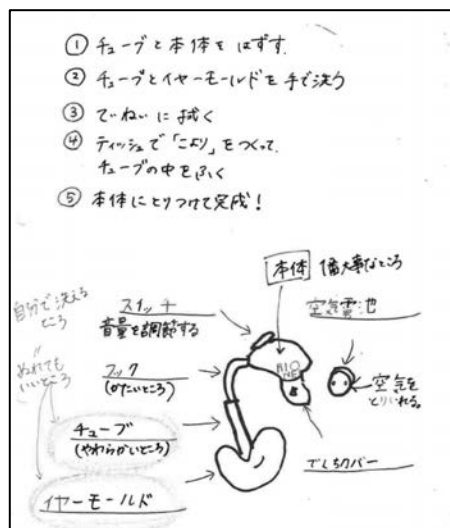 ① チューブと本体をはずす.
② チューブとイヤーモールドを手で洗う
③ ていねいに拭く
④ ティッシュで「こより」をつくって、
チューブの中をふく
⑤ 本体にとりつけて完成!
本体 1番大事なところ
自分で洗える
ところ
=
ぬれても
いいところ
スイッチ
音量を調節する
空気電池
フック
(かたいところ)
RIO
NET
空気を
とりいれる。
チューブ
(やわらかいところ)
でんちカバー
イヤーモールド